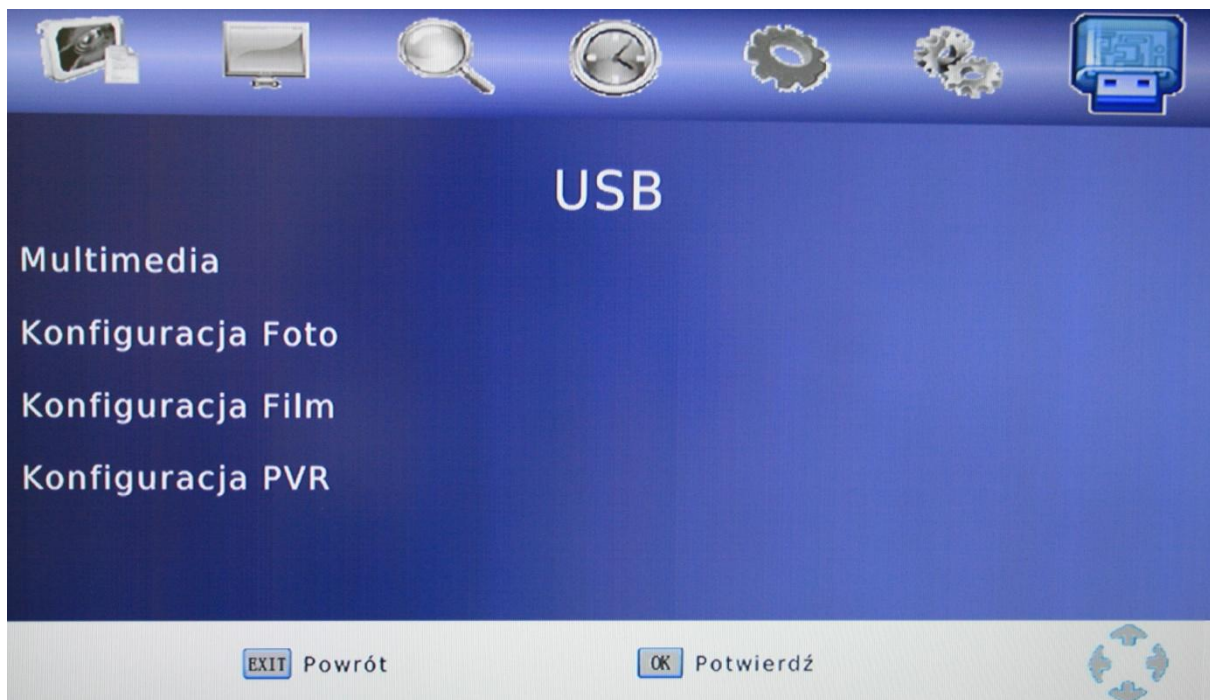 USB
Multimedia
Konfiguracja Foto
Konfiguracja Film
Konfiguracja PVR
EXIT Powrót
OK Potwierdź